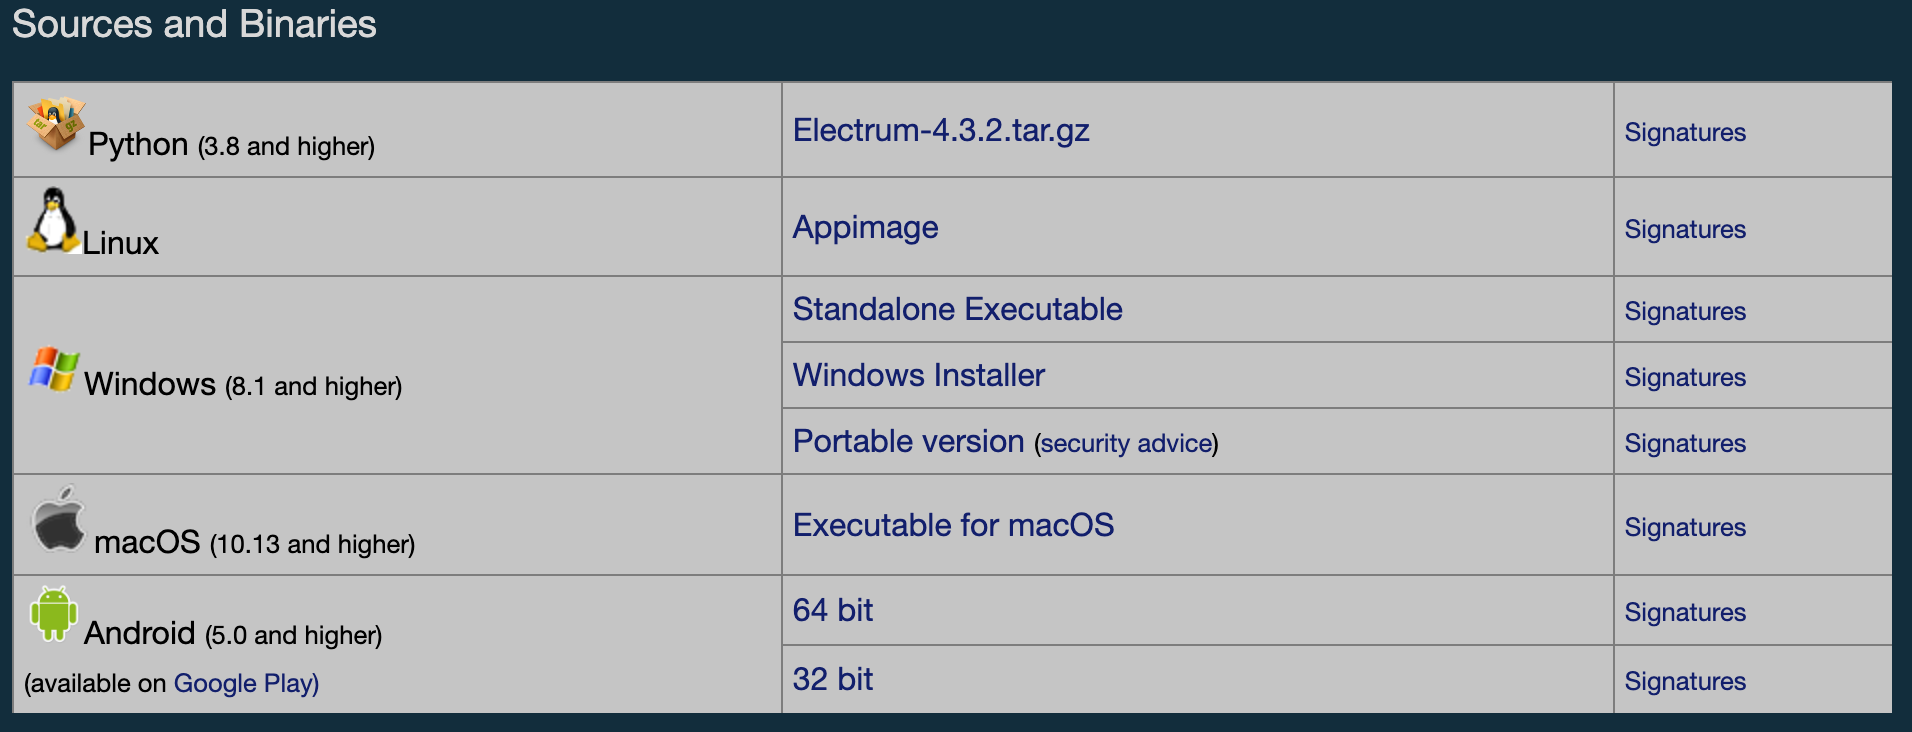 Sources and Binaries
tar gz
Python (3.8 and higher)
Electrum-4.3.2.tar.gz
Signatures
Linux
Appimage
Signatures
Windows (8.1 and higher)
Standalone Executable
Signatures
Windows Installer
Signatures
Portable version (security advice)
Signatures
macOS (10.13 and higher)
Executable for macOS
Signatures
Android (5.0 and higher)
(available on Google Play)
64 bit
Signatures
32 bit
Signatures